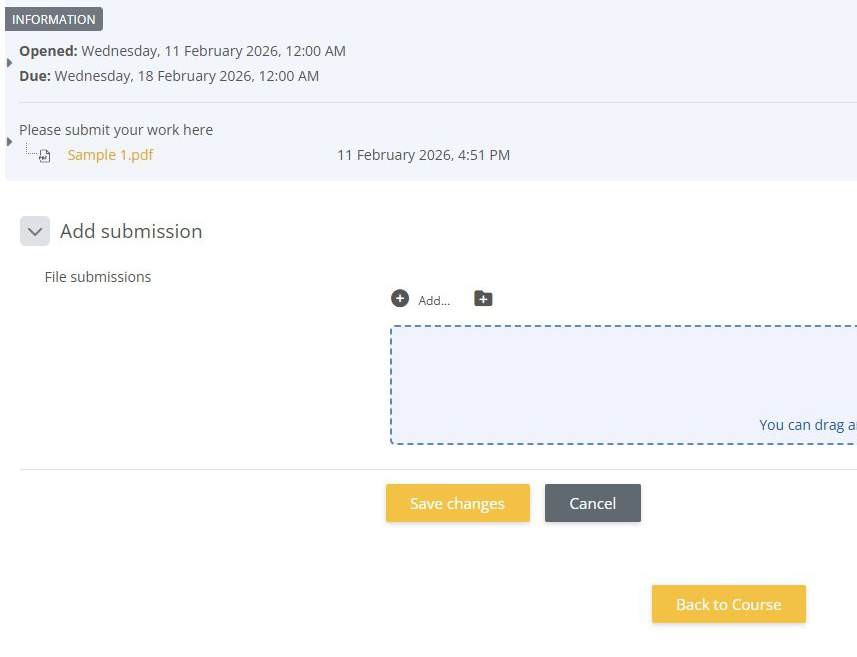 INFORMATION
Opened: Wednesday, 11 February 2026, 12:00 AM
Due: Wednesday, 18 February 2026, 12:00 AM
Please submit your work here
Sample 1.pdf 11 February 2026, 4:51 PM
Add submission
File submissions
Add...
You can drag
Save changes Cancel
Back to Course